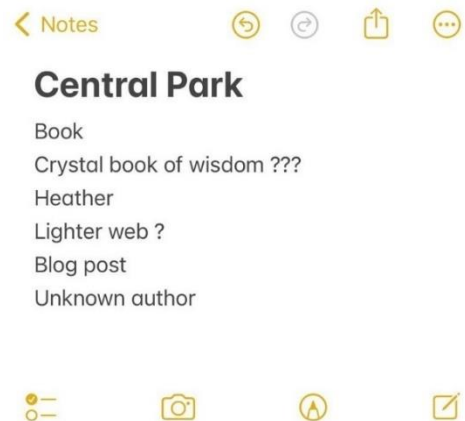 Notes
Central Park
Book
Crystal book of wisdom ???
Heather
Lighter web ?
Blog post
Unknown author